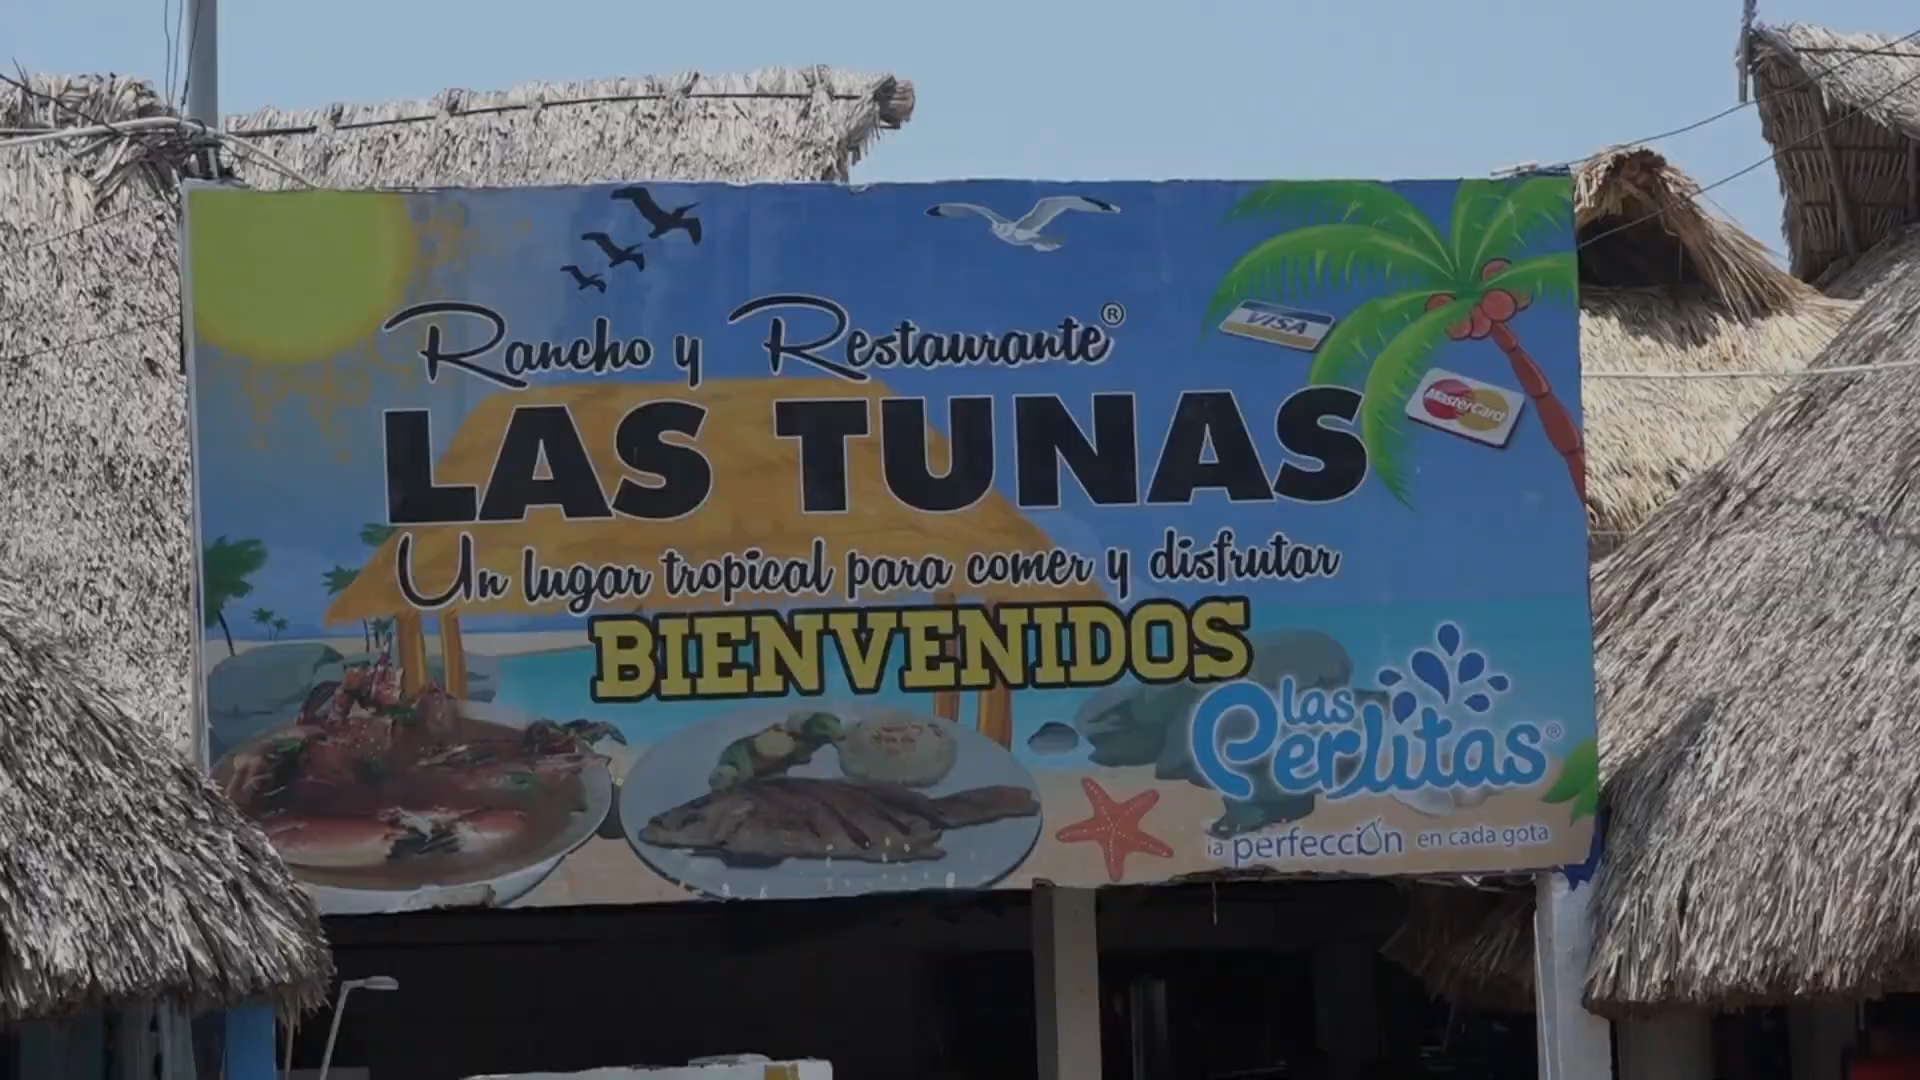 Rancho y Restaurante®
LAS TUNAS
Un lugar tropical para comer y disfrutar
BIENVENIDOS
VISA
MasterCard
las
Perlitas®
la perfección en cada gota